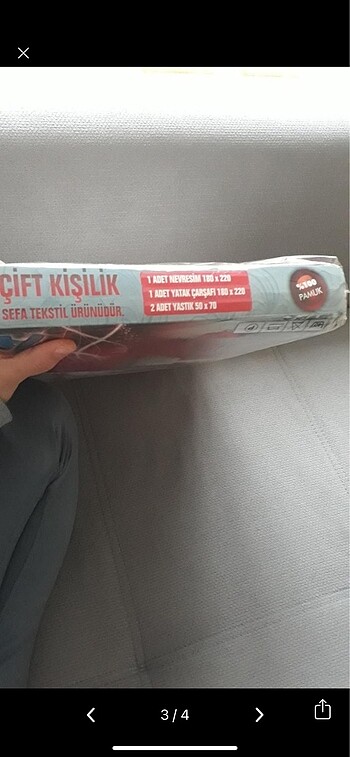 ÇİFT KİŞİLİK
SEFA TEKSTİL ÜRÜNÜDÜR.
1 ADET NEVRESİM 180 x 220
1 ADET YATAK ÇARŞAFI 180 x 220
2 ADET YASTIK 50 x 70
%100
PAMUK
3 / 4